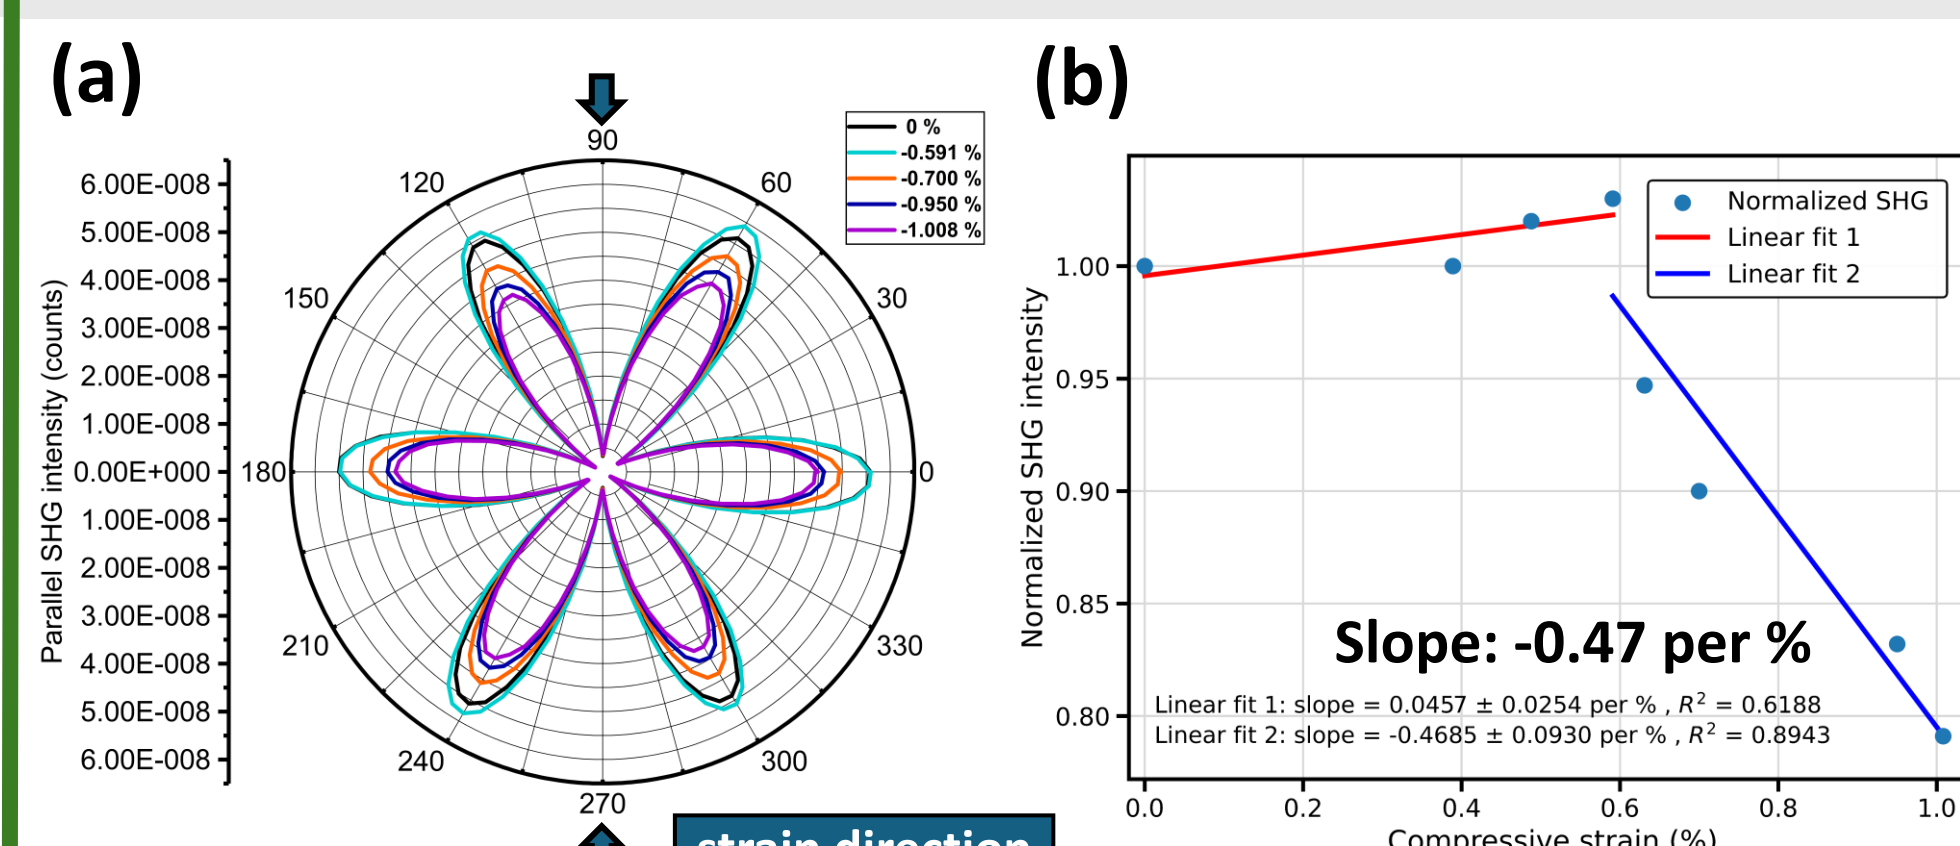 (a)
90
120
60
150
30
180
0
210
330
240
300
270
0 %
-0.591 %
-0.700 %
-0.950 %
-1.008 %
Parallel SHG intensity (counts)
6.00E-008
5.00E-008
4.00E-008
3.00E-008
2.00E-008
1.00E-008
0.00E+000
1.00E-008
2.00E-008
3.00E-008
4.00E-008
5.00E-008
6.00E-008
strain direction
(b)
Normalized SHG
Linear fit 1
Linear fit 2
Normalized SHG intensity
1.00
0.95
0.90
0.85
0.80
Slope: -0.47 per %
Linear fit 1: slope = 0.0457 ± 0.0254 per % , R² = 0.6188
Linear fit 2: slope = -0.4685 ± 0.0930 per % , R² = 0.8943
0.0 0.2 0.4 0.6 0.8 1.0
Compressive strain (%)